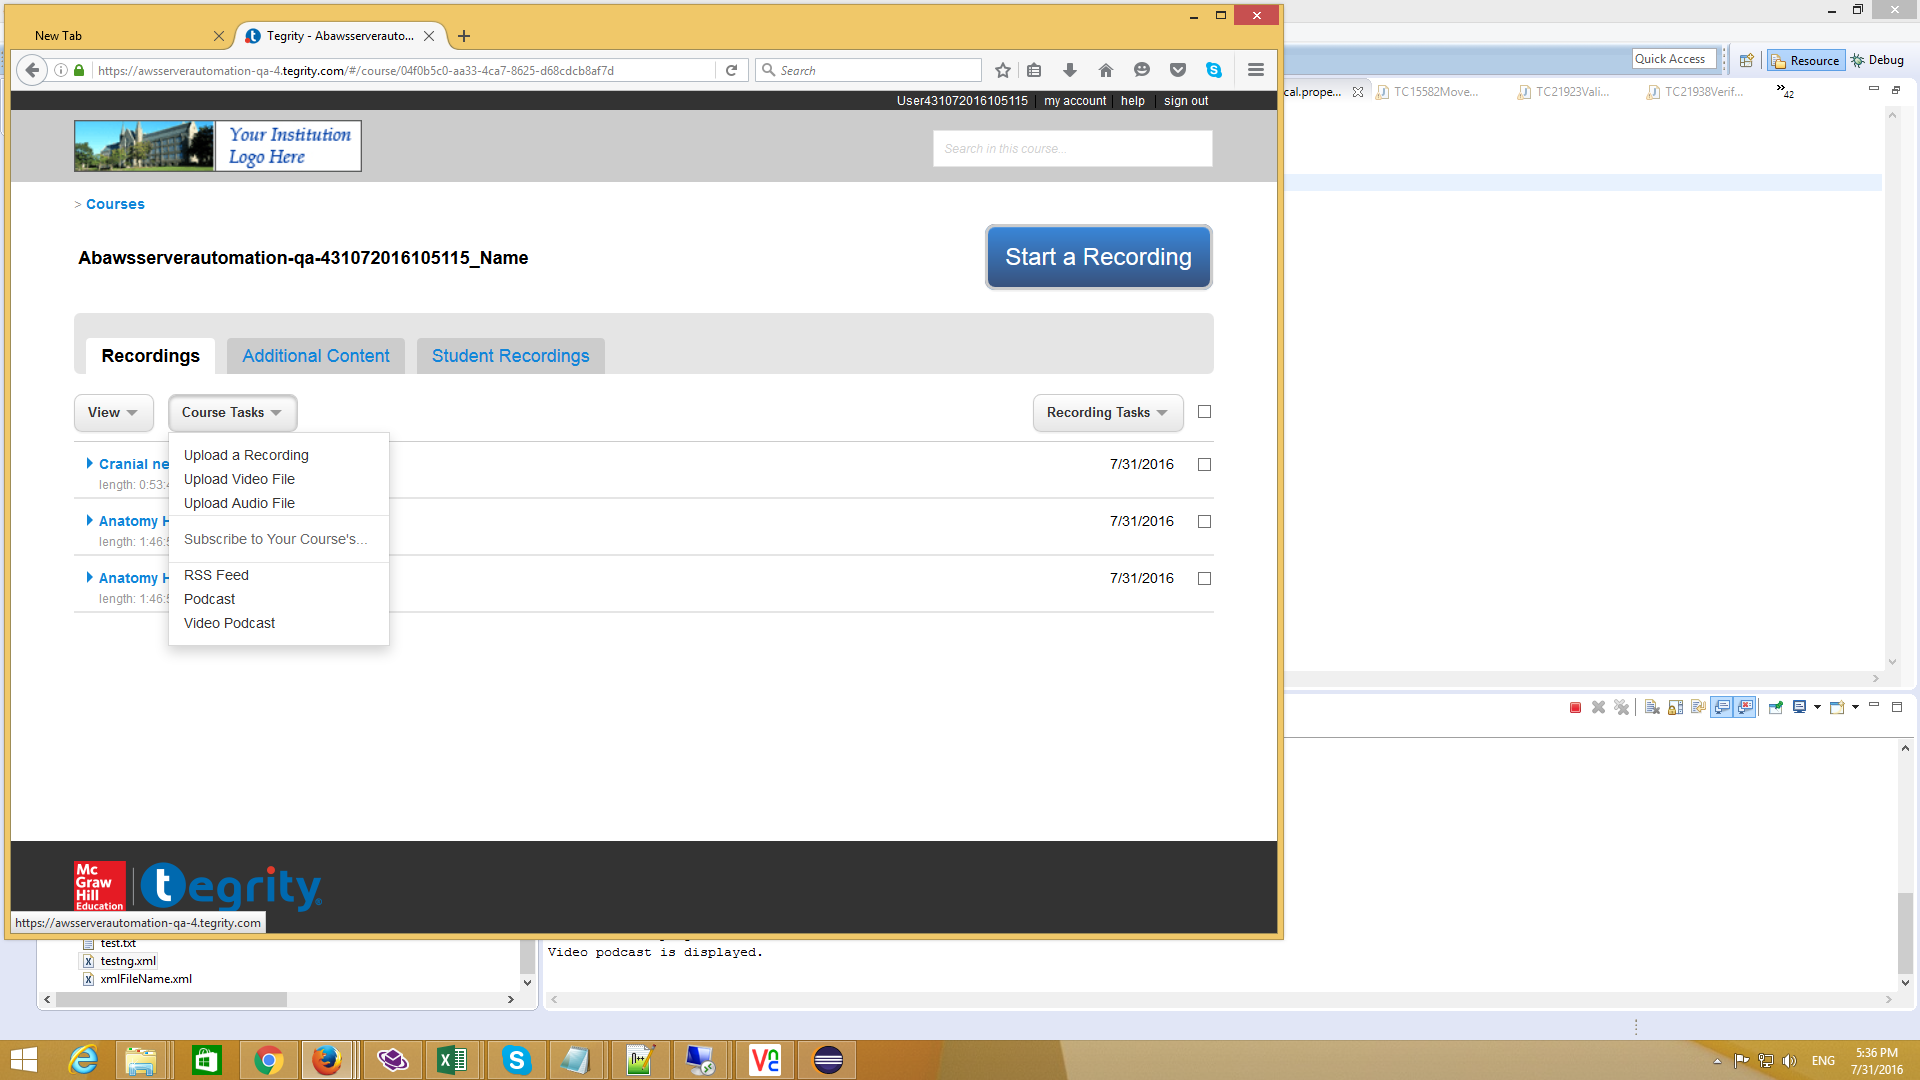 New Tab
Tegrity - Abawsserverauto...
https://awsserverautomation-qa-4.tegrity.com/#/course/04f0b5c0-aa33-4ca7-8625-d68cdcb8af7d
Search
User431072016105115 my account help sign out
Your Institution
Logo Here
Search in this course...
> Courses
Abawsserverautomation-qa-431072016105115_Name
Start a Recording
Recordings
Additional Content
Student Recordings
View
Course Tasks
Recording Tasks
Upload a Recording
Upload Video File
Upload Audio File
Subscribe to Your Course's...
RSS Feed
Podcast
Video Podcast
Cranial ne
length: 0:53:4
7/31/2016
Anatomy H
length: 1:46:5
7/31/2016
Anatomy H
length: 1:46:5
7/31/2016
Mc
Graw
Hill
Education
tegrity
https://awsserverautomation-qa-4.tegrity.com
Quick Access
Resource
Debug
cal.prope...
TC15582Move...
TC21923Vali...
TC21938Verif...
42
test.txt
testng.xml
xmlFileName.xml
Video podcast is displayed.
ENG
5:36 PM
7/31/2016